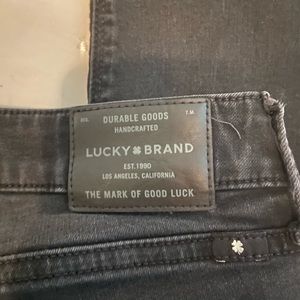 REG. DURABLE GOODS T.M.
HANDCRAFTED
LUCKY BRAND
EST. 1990
LOS ANGELES, CALIFORNIA
THE MARK OF GOOD LUCK